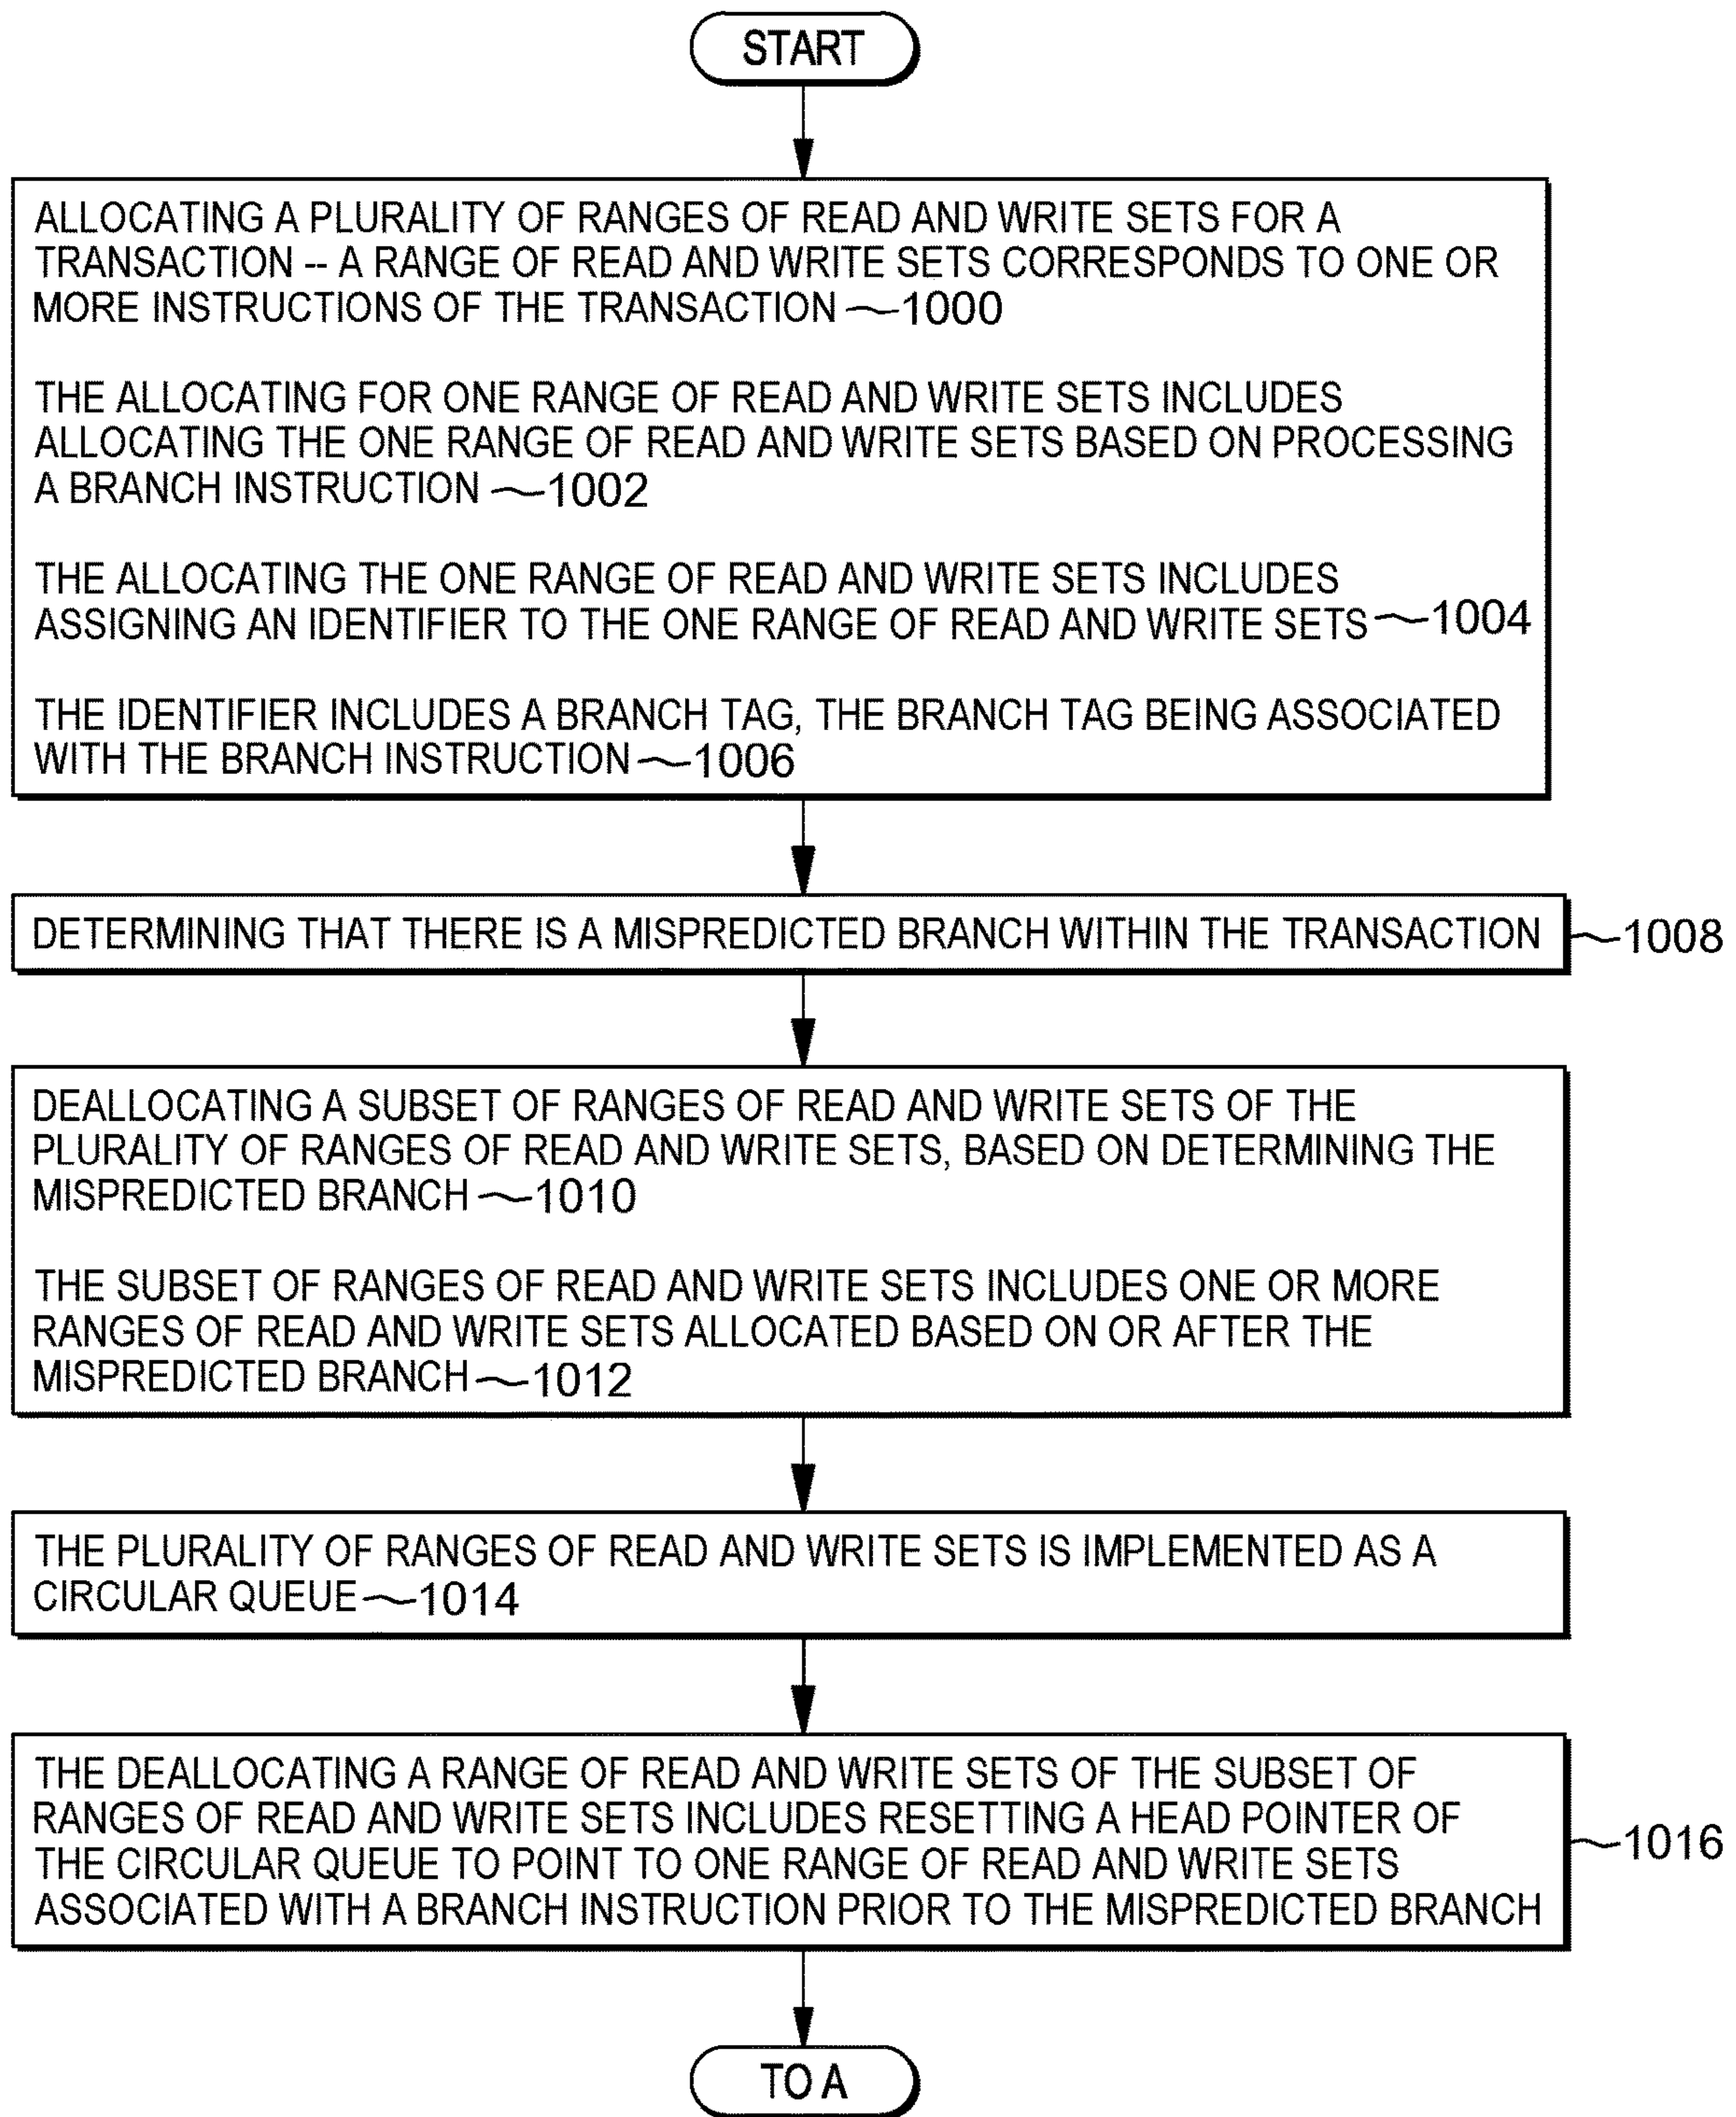 START
ALLOCATING A PLURALITY OF RANGES OF READ AND WRITE SETS FOR A
TRANSACTION -- A RANGE OF READ AND WRITE SETS CORRESPONDS TO ONE OR
MORE INSTRUCTIONS OF THE TRANSACTION 1000
THE ALLOCATING FOR ONE RANGE OF READ AND WRITE SETS INCLUDES
ALLOCATING THE ONE RANGE OF READ AND WRITE SETS BASED ON PROCESSING
A BRANCH INSTRUCTION 1002
THE ALLOCATING THE ONE RANGE OF READ AND WRITE SETS INCLUDES
ASSIGNING AN IDENTIFIER TO THE ONE RANGE OF READ AND WRITE SETS 1004
THE IDENTIFIER INCLUDES A BRANCH TAG, THE BRANCH TAG BEING ASSOCIATED
WITH THE BRANCH INSTRUCTION 1006
DETERMINING THAT THERE IS A MISPREDICTED BRANCH WITHIN THE TRANSACTION 1008
DEALLOCATING A SUBSET OF RANGES OF READ AND WRITE SETS OF THE
PLURALITY OF RANGES OF READ AND WRITE SETS, BASED ON DETERMINING THE
MISPREDICTED BRANCH 1010
THE SUBSET OF RANGES OF READ AND WRITE SETS INCLUDES ONE OR MORE
RANGES OF READ AND WRITE SETS ALLOCATED BASED ON OR AFTER THE
MISPREDICTED BRANCH 1012
THE PLURALITY OF RANGES OF READ AND WRITE SETS IS IMPLEMENTED AS A
CIRCULAR QUEUE 1014
THE DEALLOCATING A RANGE OF READ AND WRITE SETS OF THE SUBSET OF
RANGES OF READ AND WRITE SETS INCLUDES RESETTING A HEAD POINTER OF
THE CIRCULAR QUEUE TO POINT TO ONE RANGE OF READ AND WRITE SETS
ASSOCIATED WITH A BRANCH INSTRUCTION PRIOR TO THE MISPREDICTED BRANCH
1016
TO A